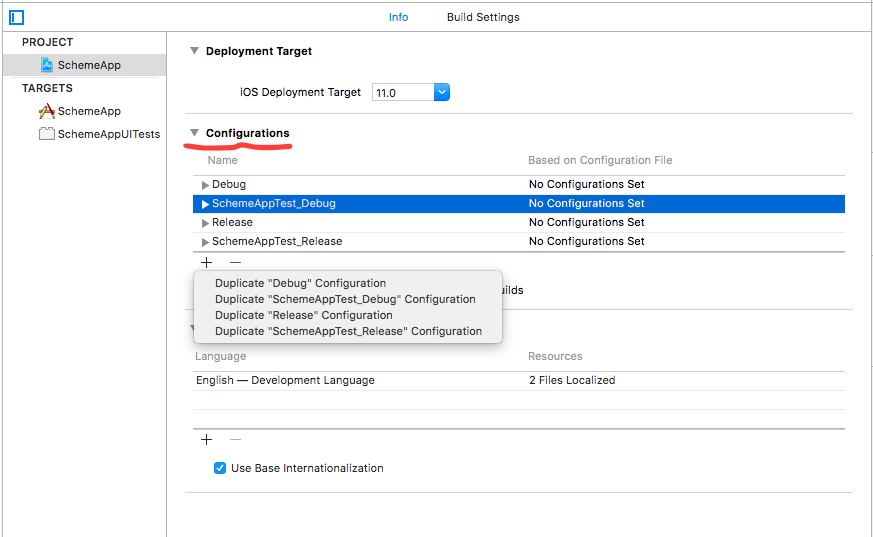 Info Build Settings
PROJECT
SchemeApp
TARGETS
SchemeApp
SchemeAppUITests
Deployment Target
iOS Deployment Target 11.0
Configurations
Name Based on Configuration File
Debug No Configurations Set
SchemeAppTest_Debug No Configurations Set
Release No Configurations Set
SchemeAppTest_Release No Configurations Set
Duplicate "Debug" Configuration
Duplicate "SchemeAppTest_Debug" Configuration
Duplicate "Release" Configuration
Duplicate "SchemeAppTest_Release" Configuration
Language Resources
English — Development Language 2 Files Localized
Use Base Internationalization